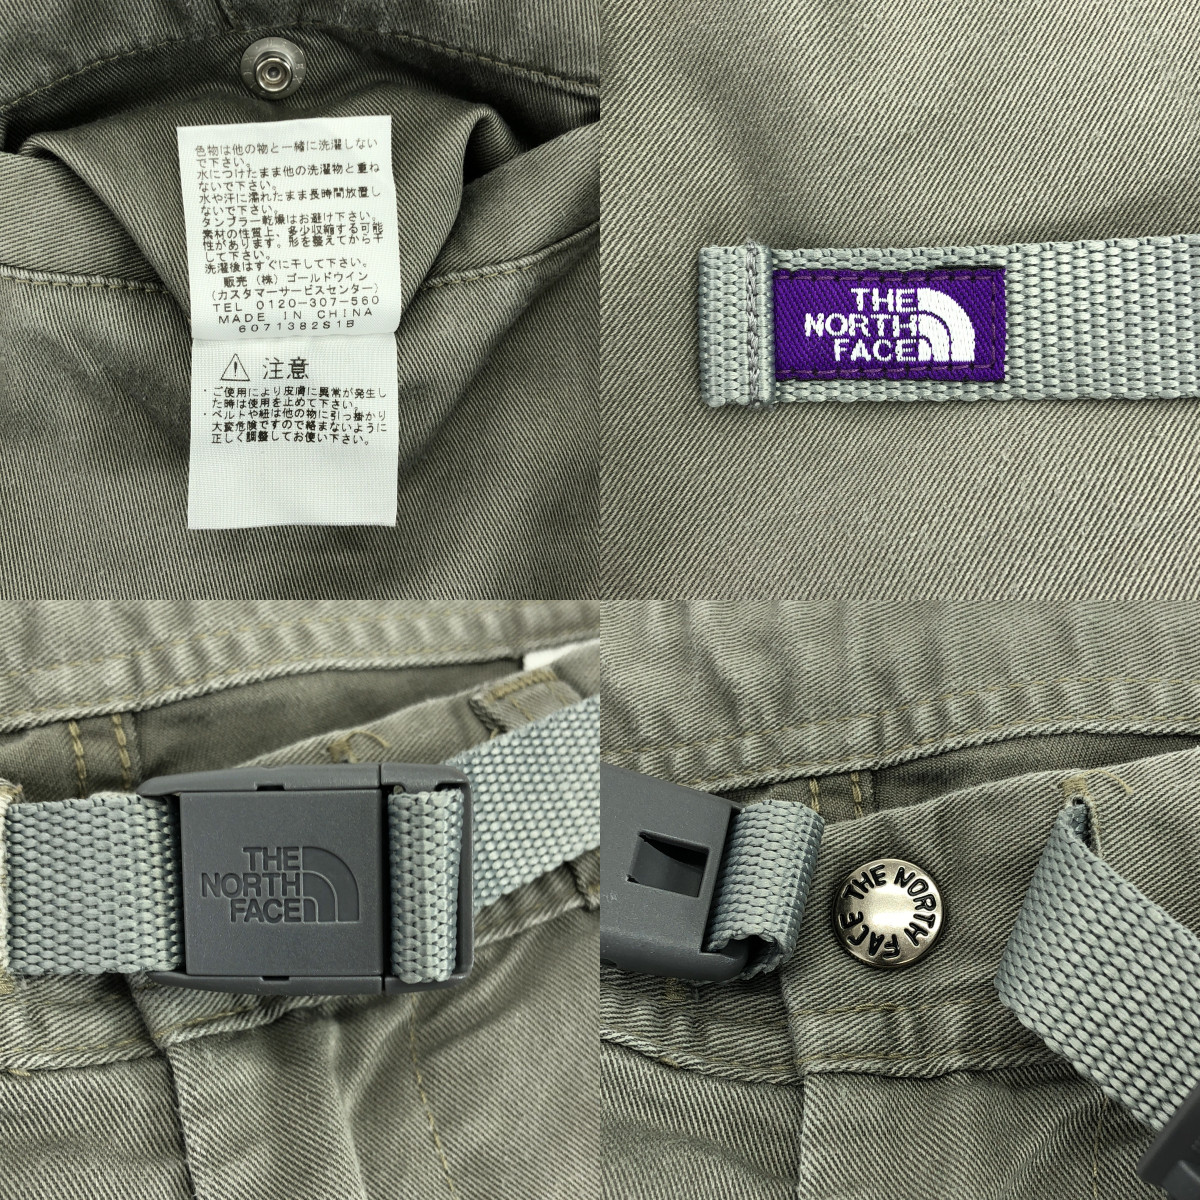 色物は他の物と一緒に洗濯しない
で下さい。
水につけたまま他の洗濯物と重ね
ないで下さい。
水や汗に濡れたまま長時間放置し
ないで下さい。
タンブラー乾燥はお避け下さい。
素材の性質上、多少収縮する可能
性があります。形を整えてから干
して下さい。
洗濯後はすぐに干して下さい。
販売 (株) ゴールドウイン
(カスタマーサービスセンター)
TEL 0120-307-560
MADE IN CHINA
6071382S1B
注意
・ご使用により皮膚に異常が発生し
た時は使用を止めて下さい。
・ベルトや紐は他の物に引っ掛かり
大変危険ですので絡まないように
正しく調整してお使い下さい。
THE
NORTH
FACE
THE
NORTH
FACE
THE NORTH FACE